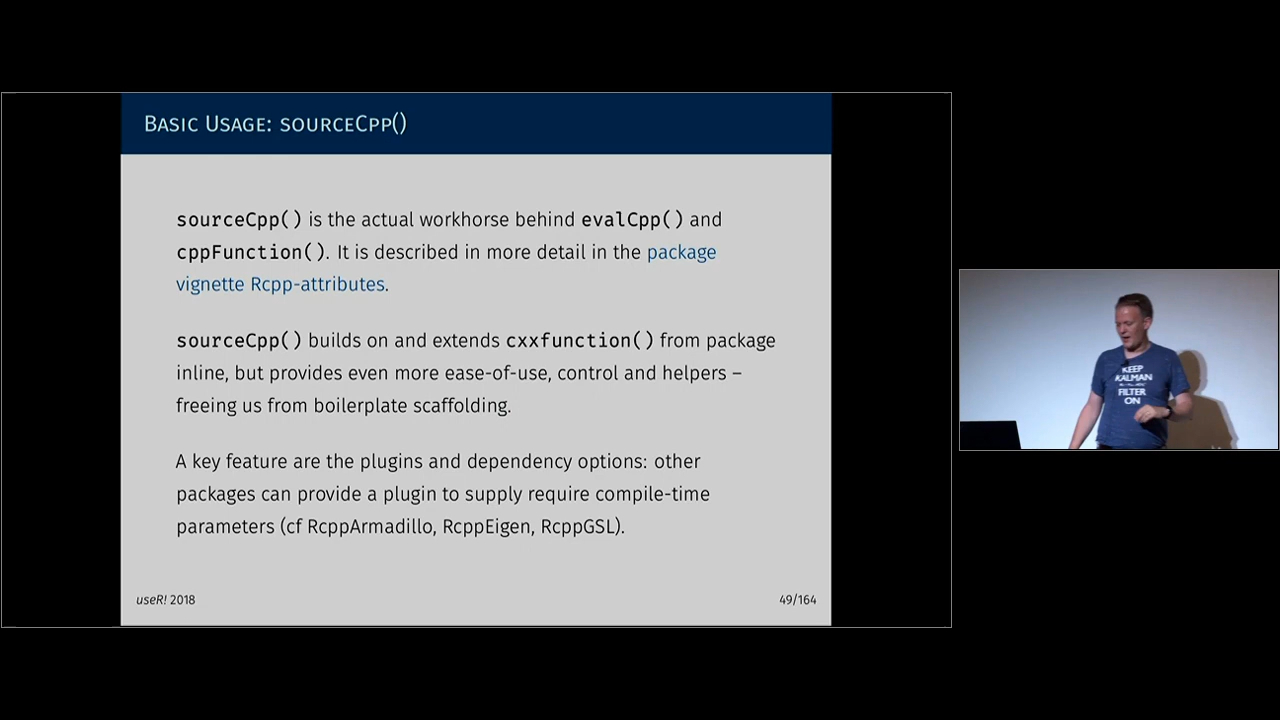 BASIC USAGE: SOURCECPP()
sourceCpp() is the actual workhorse behind evalCpp() and
cppFunction(). It is described in more detail in the package
vignette Rcpp-attributes.
sourceCpp() builds on and extends cxxfunction() from package
inline, but provides even more ease-of-use, control and helpers –
freeing us from boilerplate scaffolding.
A key feature are the plugins and dependency options: other
packages can provide a plugin to supply require compile-time
parameters (cf RcppArmadillo, RcppEigen, RcppGSL).
useR! 2018
49/164
KEEP
KALMAN
FILTER
ON